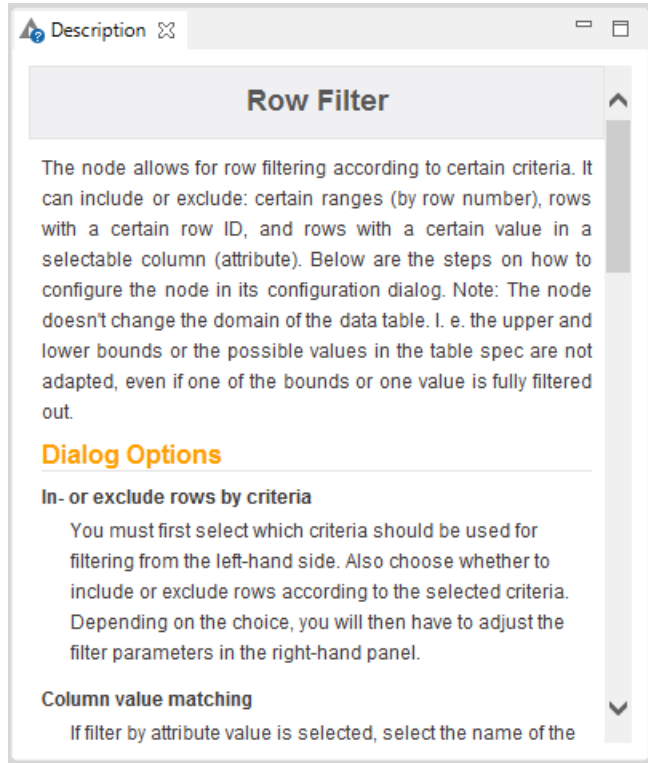 Description
Row Filter
The node allows for row filtering according to certain criteria. It
can include or exclude: certain ranges (by row number), rows
with a certain row ID, and rows with a certain value in a
selectable column (attribute). Below are the steps on how to
configure the node in its configuration dialog. Note: The node
doesn't change the domain of the data table. I. e. the upper and
lower bounds or the possible values in the table spec are not
adapted, even if one of the bounds or one value is fully filtered
out.
Dialog Options
In- or exclude rows by criteria
You must first select which criteria should be used for
filtering from the left-hand side. Also choose whether to
include or exclude rows according to the selected criteria.
Depending on the choice, you will then have to adjust the
filter parameters in the right-hand panel.
Column value matching
If filter by attribute value is selected, select the name of the